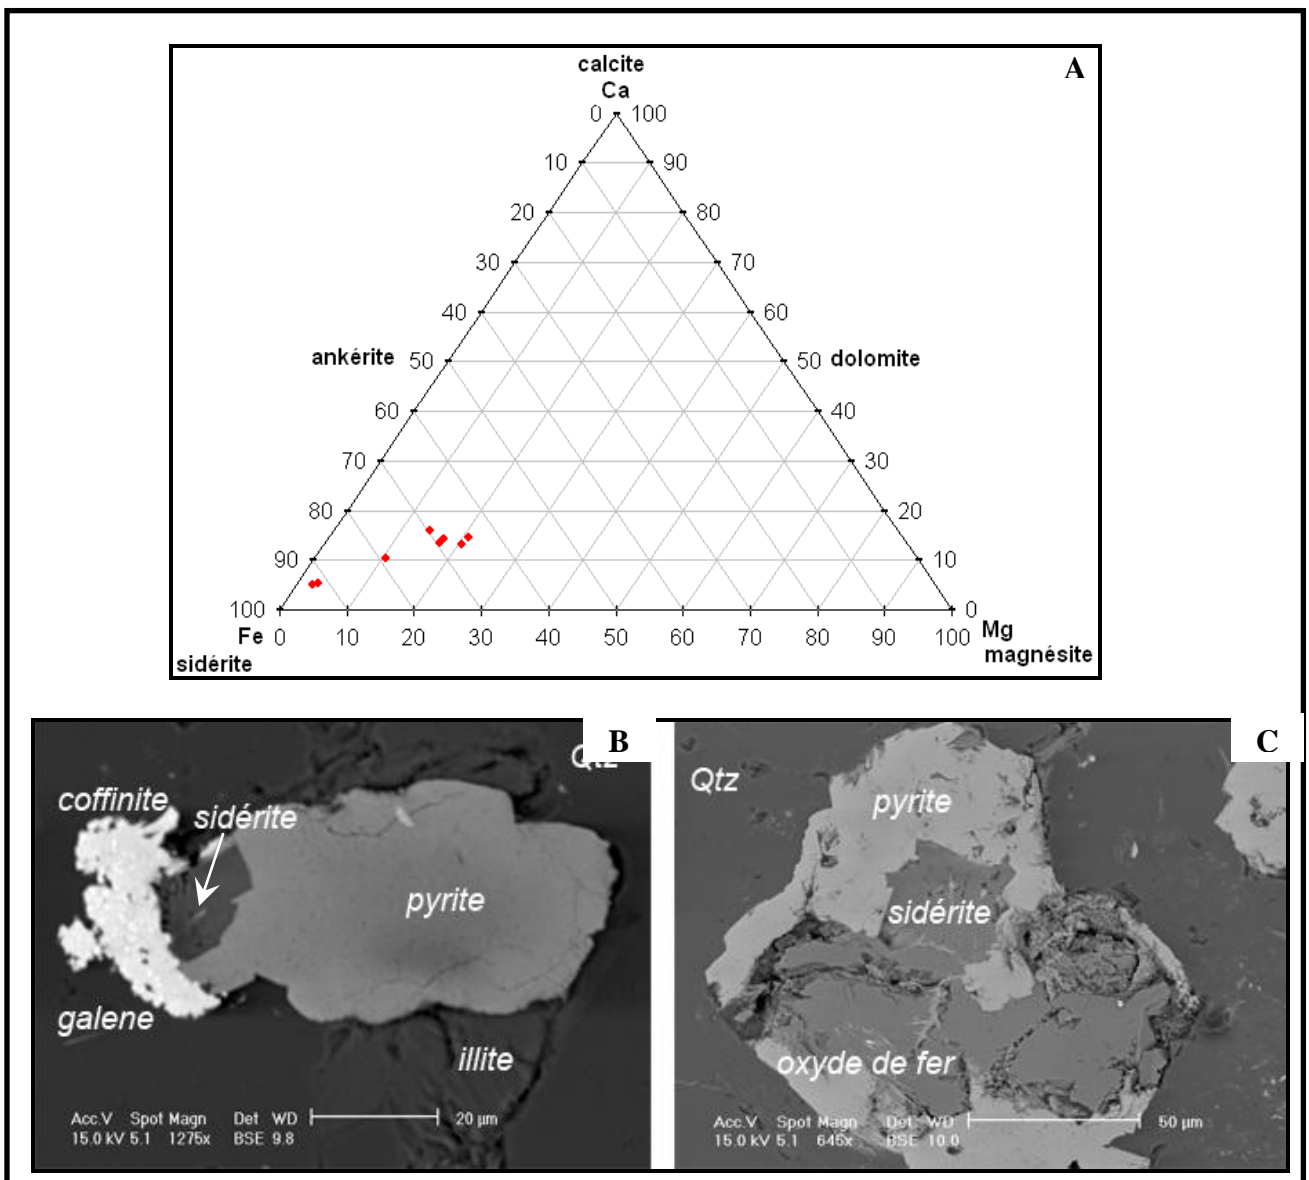 A
calcite
Ca
0 100
10 90
20 80
30 70
40 60
ankérite 50 50 dolomite
60 40
70 30
80 20
90 10
100 0
Fe 0 10 20 30 40 50 60 70 80 90 100 Mg
sidérite magnésite
B
Qtz
coffinite
sidérite
pyrite
galene
illite
Acc.V Spot Magn Det WD 20 µm
15.0 kV 5.1 1275x BSE 9.8
C
Qtz
pyrite
sidérite
oxyde de fer
Acc.V Spot Magn Det WD 50 µm
15.0 kV 5.1 645x BSE 10.0